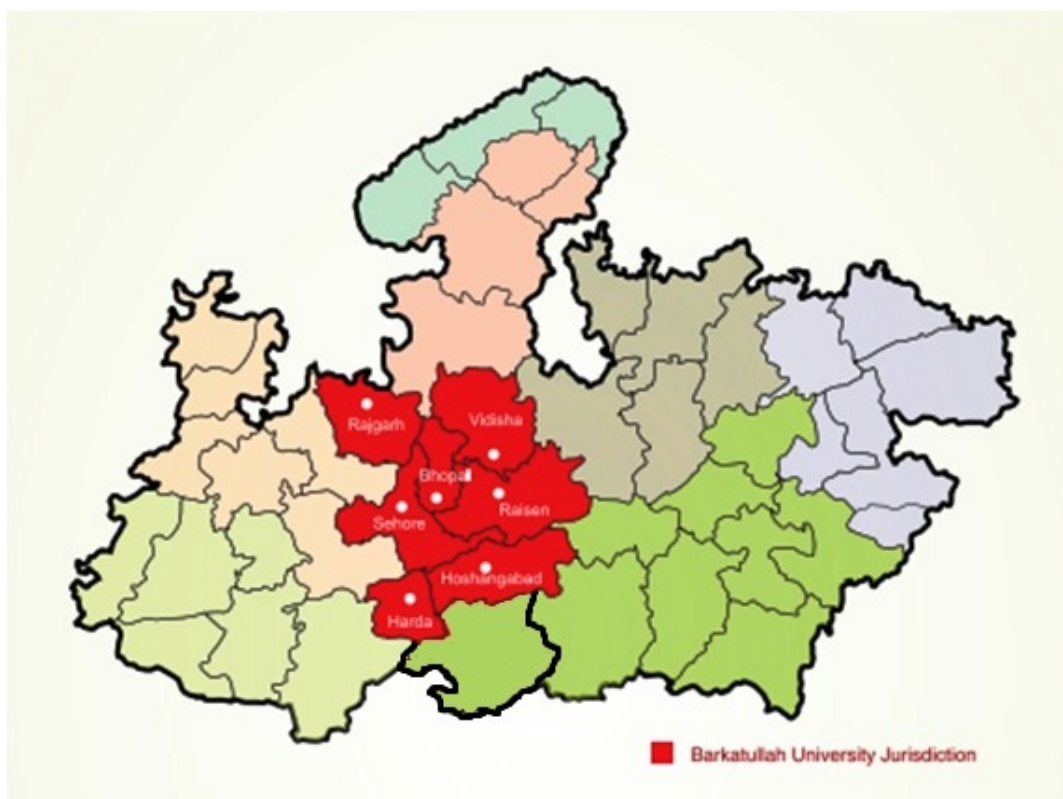 Rajgarh
Vidisha
Bhopal
Sehore
Raisen
Hoshangabad
Harda
Barkatullah University Jurisdiction